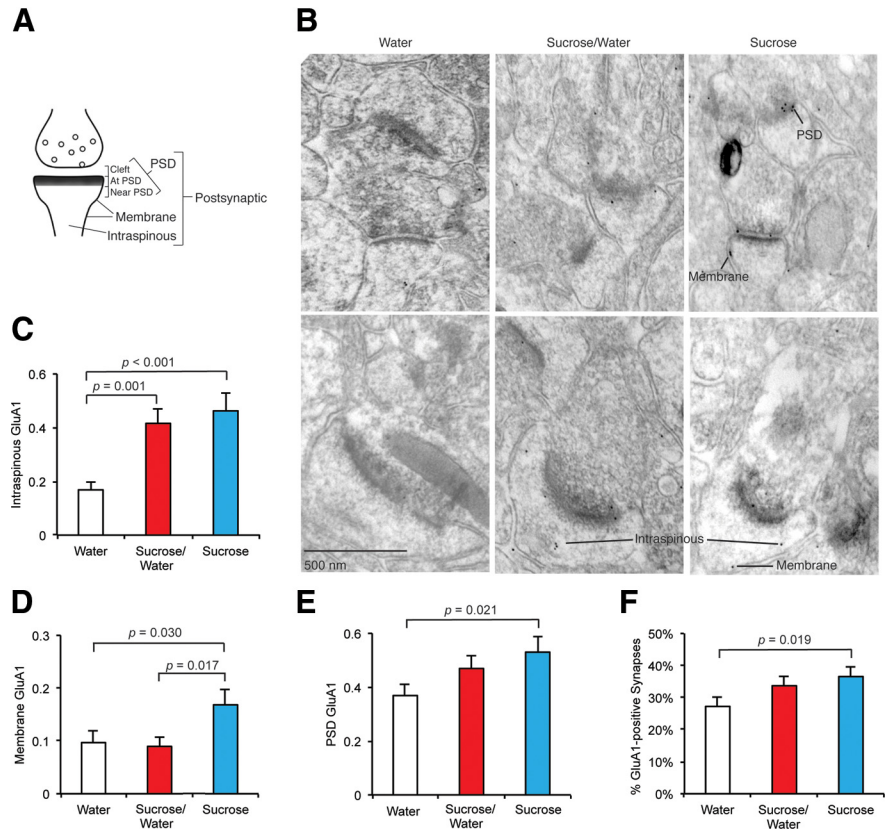 A
Cleft
At PSD
Near PSD
PSD
Membrane
Intraspinous
Postsynaptic
B
Water
Sucrose/Water
Sucrose
PSD
Membrane
Intraspinous
500 nm
Membrane
C
p < 0.001
p = 0.001
Intraspinous GluA1
0.6
0.4
0.2
0
Water
Sucrose/
Water
Sucrose
D
p = 0.030
p = 0.017
Membrane GluA1
0.3
0.2
0.1
0
Water
Sucrose/
Water
Sucrose
E
p = 0.021
PSD GluA1
0.6
0.4
0.2
0
Water
Sucrose/
Water
Sucrose
F
p = 0.019
% GluA1-positive Synapses
50%
40%
30%
20%
10%
0%
Water
Sucrose/
Water
Sucrose